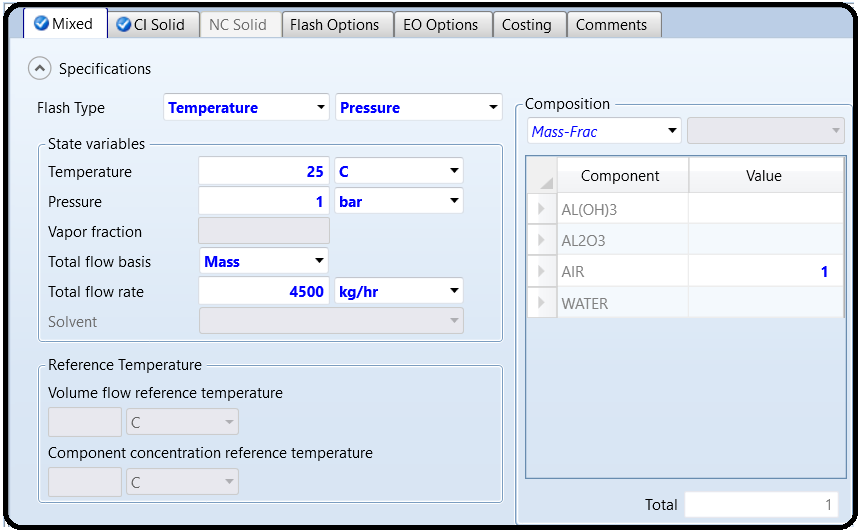 Mixed CI Solid NC Solid Flash Options EO Options Costing Comments
Specifications
Flash Type Temperature Pressure
State variables
Temperature 25 C
Pressure 1 bar
Vapor fraction
Total flow basis Mass
Total flow rate 4500 kg/hr
Solvent
Reference Temperature
Volume flow reference temperature
C
Component concentration reference temperature
C
Composition
Mass-Frac
Component Value
AL(OH)3
AL2O3
AIR 1
WATER
Total 1